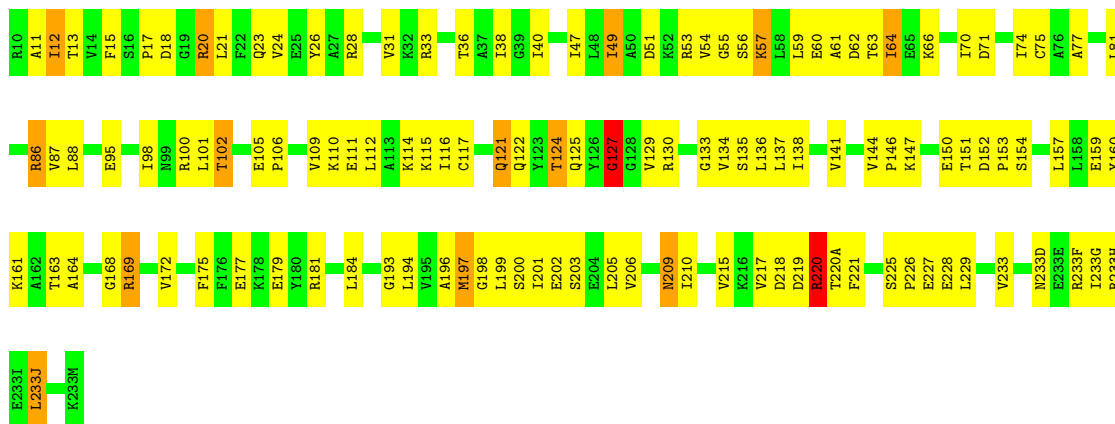 R10 A11 I12 T13 V14 F15 S16 P17 D18 G19 R20 L21 F22 Q23 V24 E25 Y26 A27 R28 V31 K32 R33 T36 A37 I38 G39 I40 I47 L48 I49 A50 D51 K52 R53 V54 G55 S56 K57 L58 L59 E60 A61 D62 T63 I64 E65 K66 I70 D71 I74 C75 A76 A77
R86 V87 L88 E95 I98 N99 R100 L101 T102 E105 P106 V109 K110 E111 L112 A113 K114 K115 I116 C117 Q121 Q122 Y123 T124 Q125 Y126 G127 G128 V129 R130 G133 V134 S135 L136 L137 I138 V141 V144 P146 K147 E150 T151 D152 P153 S154 L157 L158 E159 Y160
K161 A162 T163 A164 G168 R169 V172 F175 F176 E177 K178 E179 Y180 R181 L184 G193 L194 V195 A196 M197 G198 L199 S200 I201 E202 S203 E204 L205 V206 N209 I210 V215 K216 V217 D218 D219 R220 T220A F221 S225 P226 E227 E228 L229 V233 N233D E233E R233F I233G
E233I L233J K233M